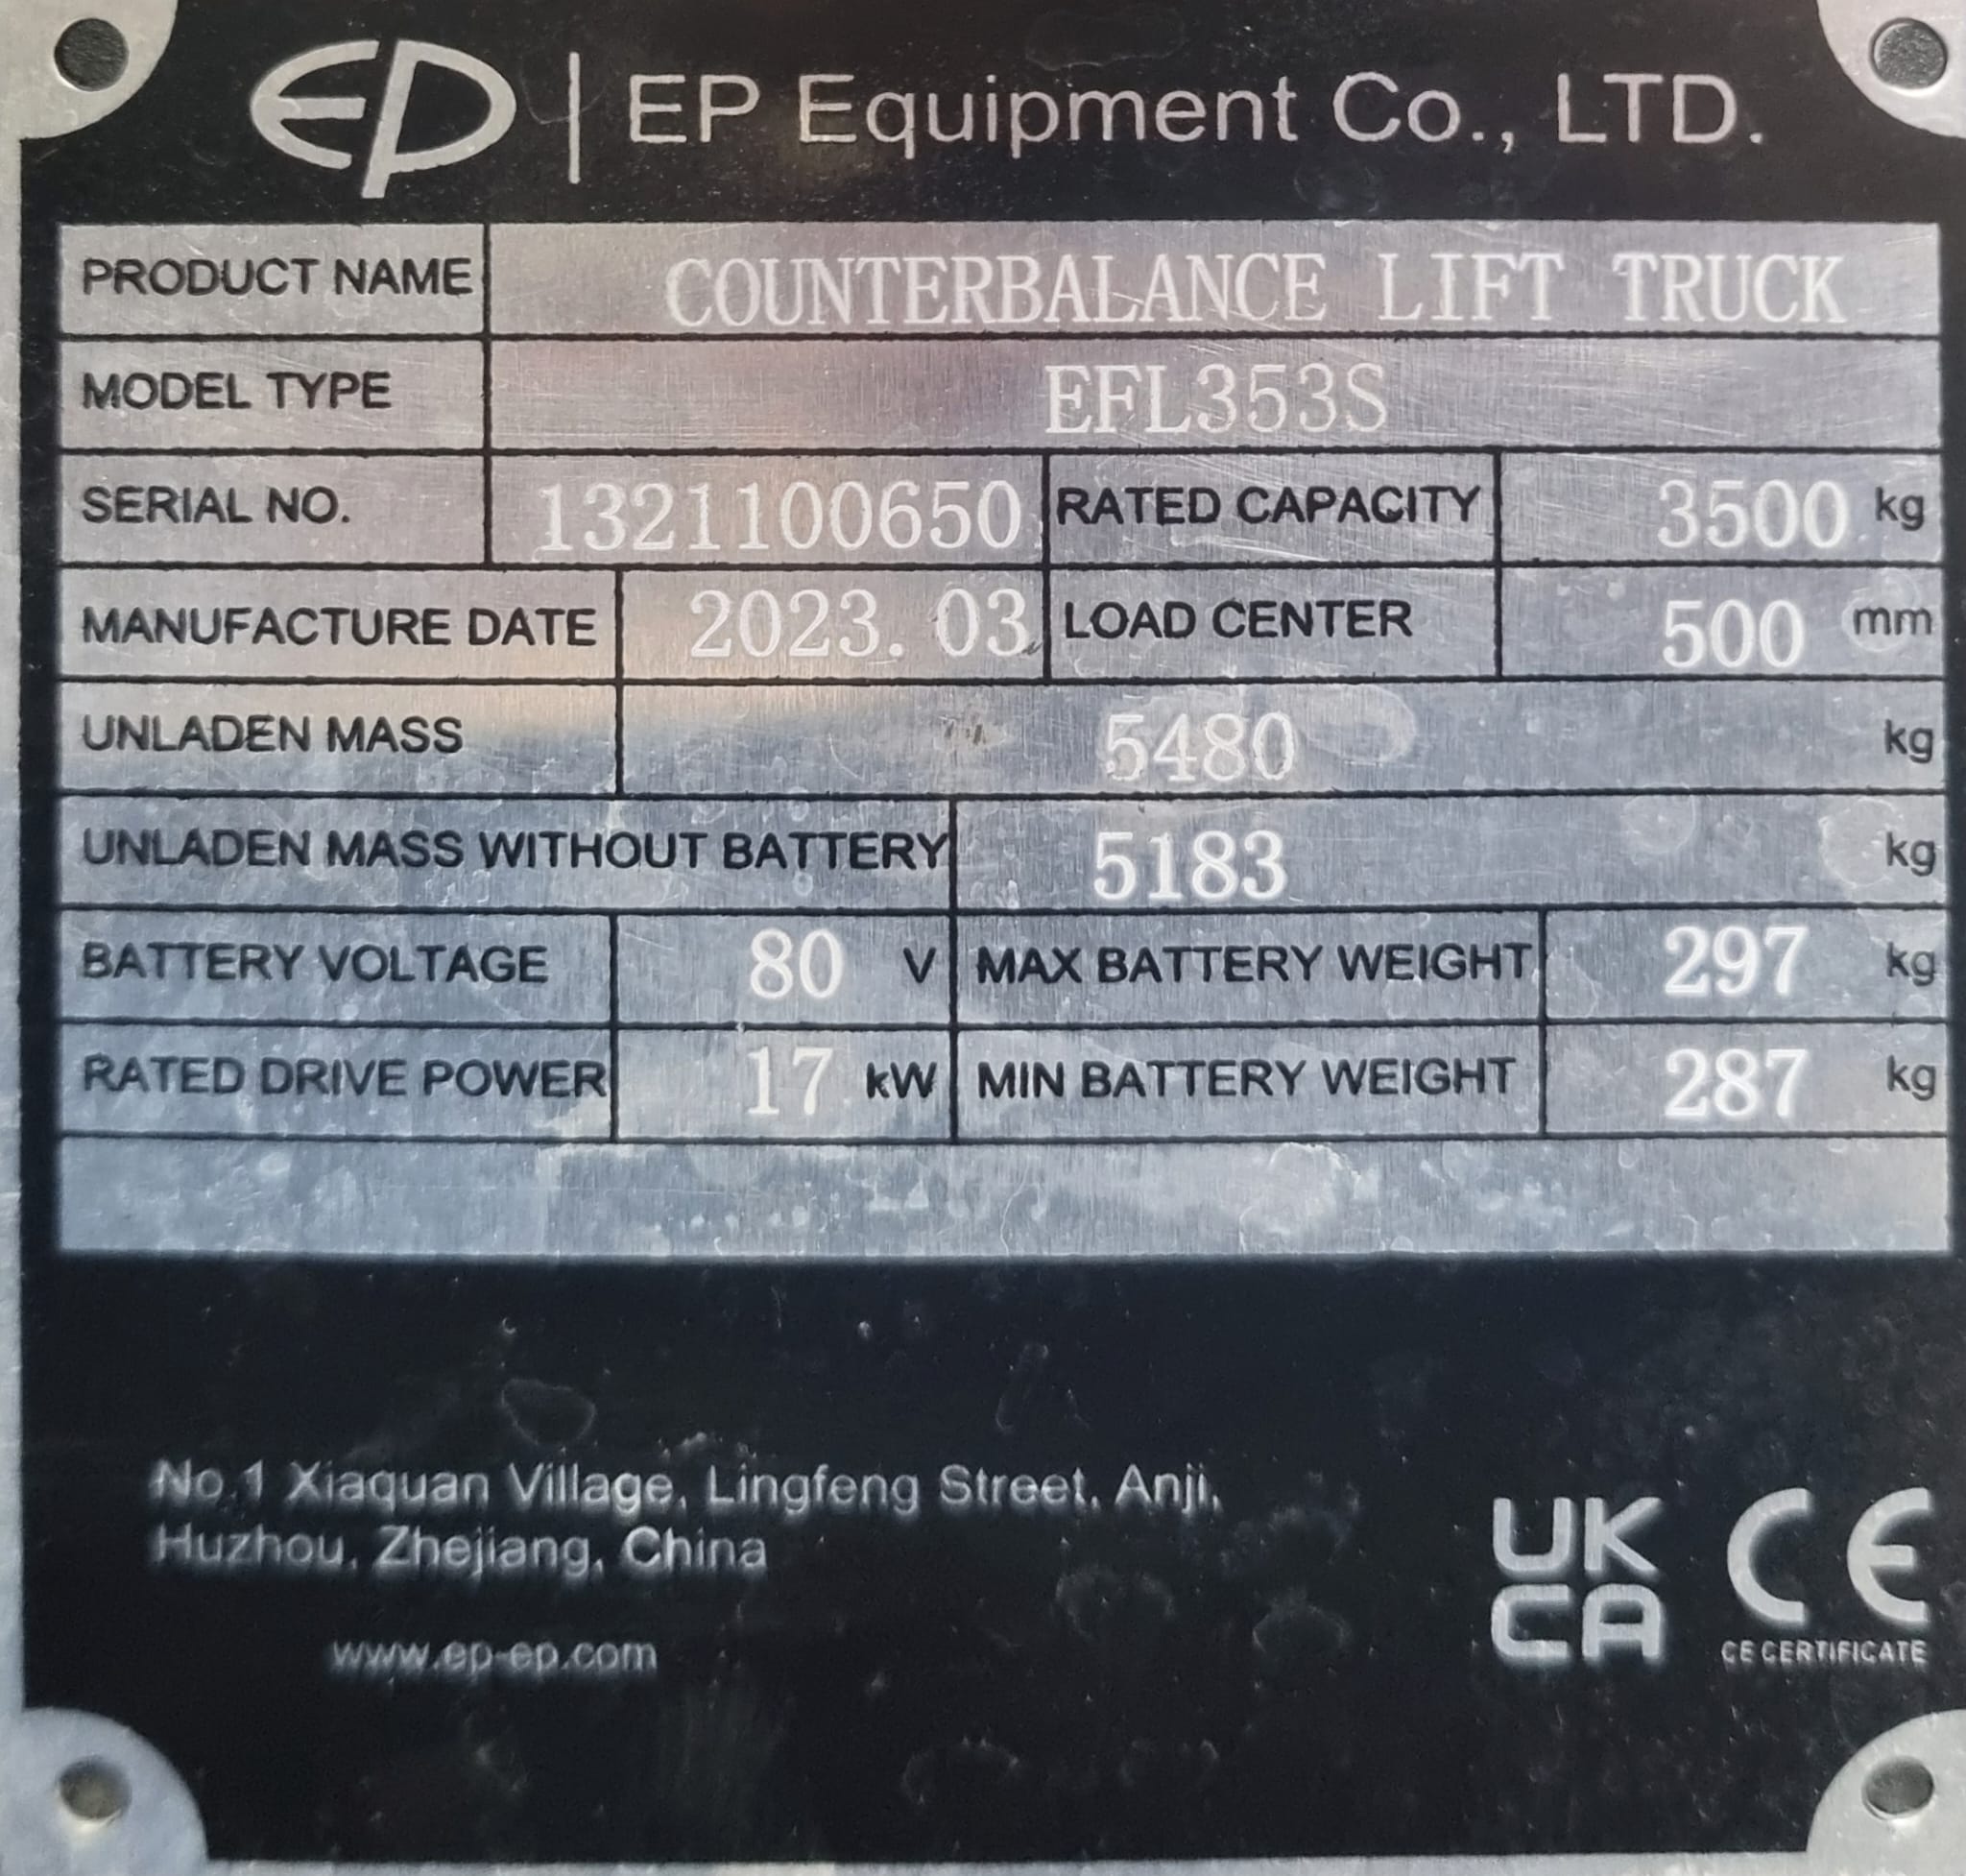 EP | EP Equipment Co., LTD.
PRODUCT NAME COUNTERBALANCE LIFT TRUCK
MODEL TYPE EFL353S
SERIAL NO. 1321100650 RATED CAPACITY 3500 kg
MANUFACTURE DATE 2023. 03 LOAD CENTER 500 mm
UNLADEN MASS 5480 kg
UNLADEN MASS WITHOUT BATTERY 5183 kg
BATTERY VOLTAGE 80 V MAX BATTERY WEIGHT 297 kg
RATED DRIVE POWER 17 kW MIN BATTERY WEIGHT 287 kg
No.1 Xiaquan Village, Lingfeng Street, Anji,
Huzhou, Zhejiang, China
www.ep-ep.com
UK
CA
CE
CE CERTIFICATE